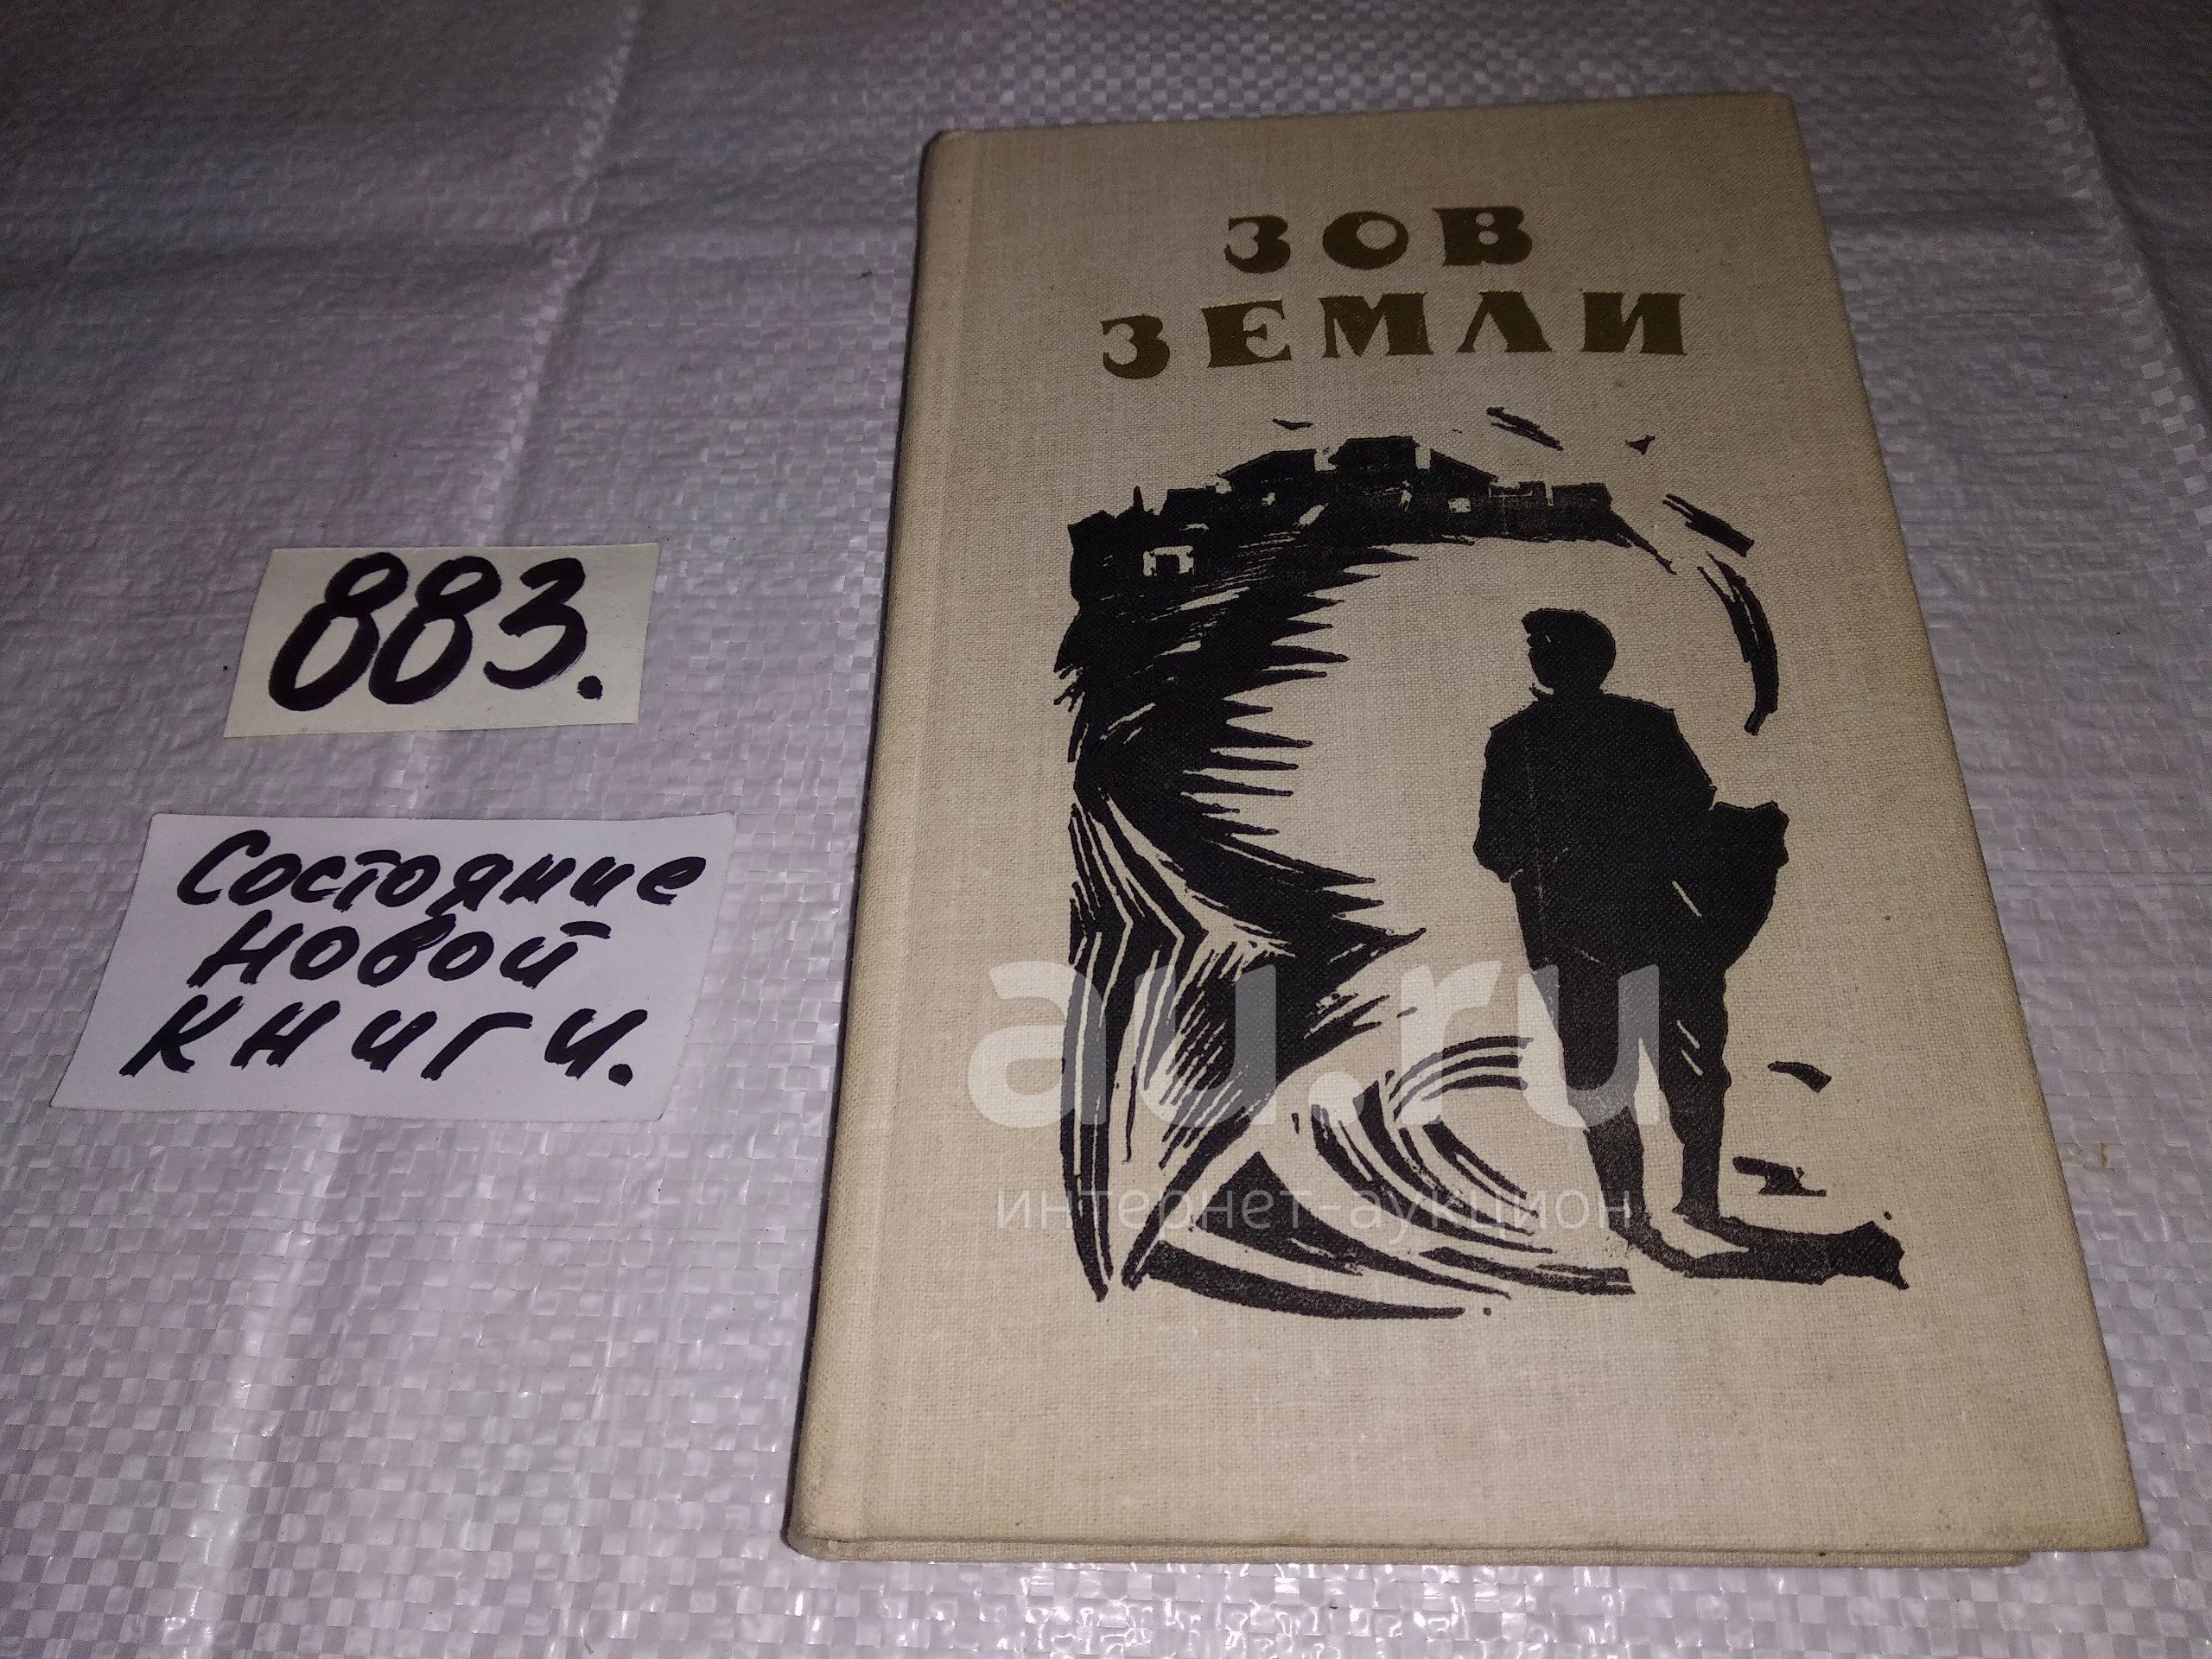 ЗОВ
ЗЕМЛИ
883.
Состояние
новой
книги.
au.ru
интернет-аукцион